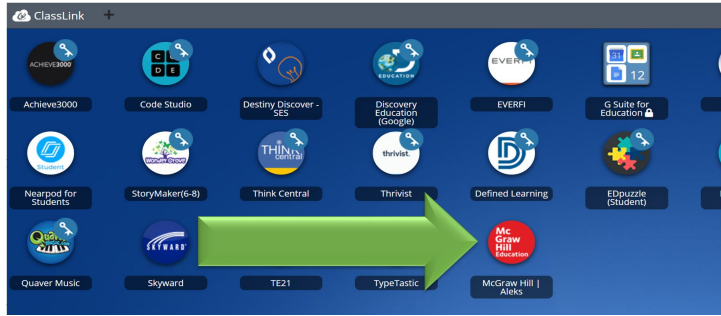 ClassLink +
ACHIEVE3000
CODE
EDUCATION
EVERFI
31
12
Achieve3000
Code Studio
Destiny Discover -
SES
Discovery
Education
(Google)
EVERFI
G Suite for
Education
Student
Wonder Grove
THINK
central
thrivist.
D
Nearpod for
Students
StoryMaker(6-8)
Think Central
Thrivist
Defined Learning
EDpuzzle
(Student)
Quaver
SKYWARD
Mc
Graw
Hill
Education
Quaver Music
Skyward
TE21
TypeTastic
McGraw Hill |
Aleks